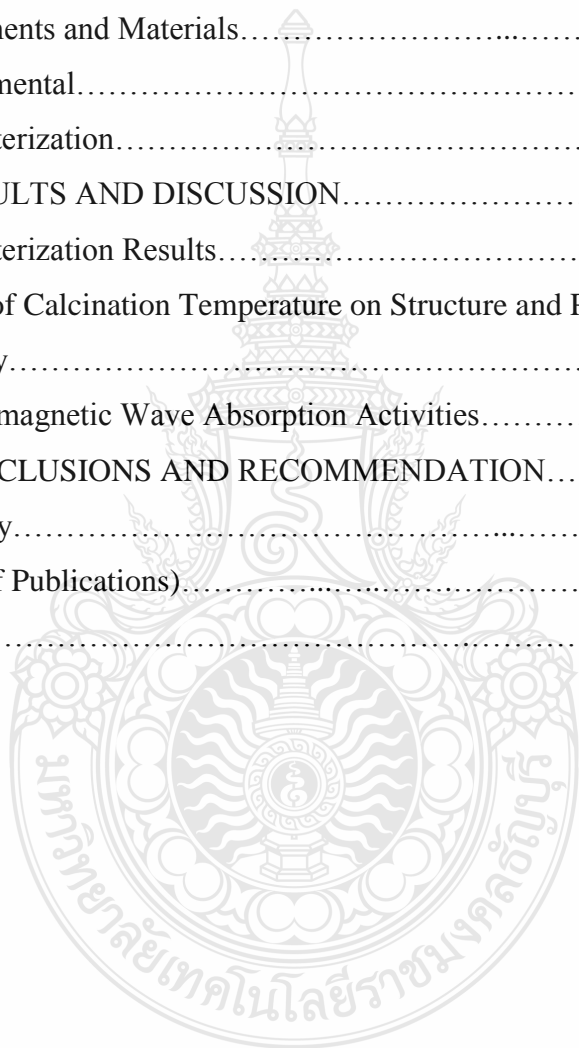 nents and Materials……………………...……
mental……………………………………………
terization…………………………………………
ULTS AND DISCUSSION……………………
terization Results…………………………………
of Calcination Temperature on Structure and P
y……………………………………………………
magnetic Wave Absorption Activities………
CLUSIONS AND RECOMMENDATION…
y…………………………………………...……
f Publications)…………...…..…….……………
……………………………………….…………
มหาวิทยาลัยเทคโนโลยีราชมงคลธัญบุรี